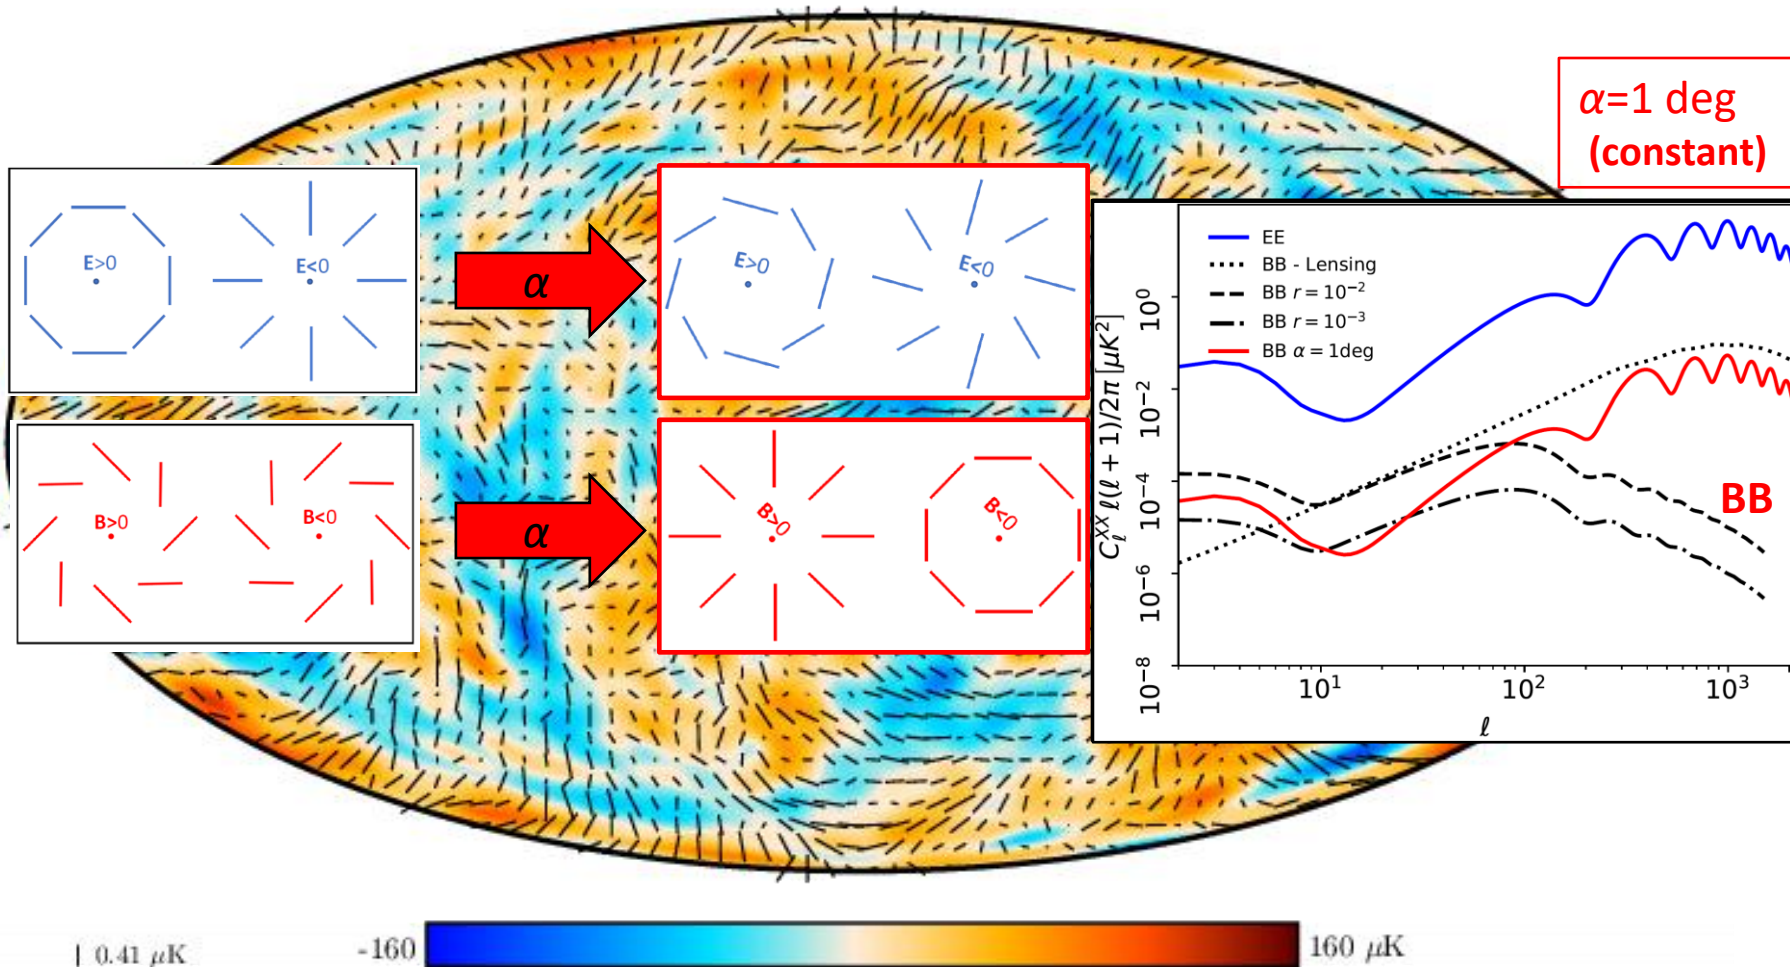 α=1 deg
(constant)
E>0
E<0
α
E>0
E<0
B>0
B<0
α
B>0
B<0
EE
BB - Lensing
BB r = 10⁻²
BB r = 10⁻³
BB α = 1deg
BB
C_ℓ^XX ℓ(ℓ + 1)/2π [μK²]
10⁰
10⁻²
10⁻⁴
10⁻⁶
10⁻⁸
10¹
10²
10³
ℓ
0.41 μK
-160
160 μK